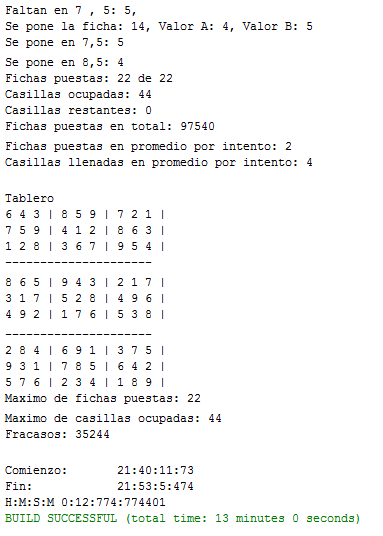 Faltan en 7 , 5: 5,
Se pone la ficha: 14, Valor A: 4, Valor B: 5
Se pone en 7,5: 5
Se pone en 8,5: 4
Fichas puestas: 22 de 22
Casillas ocupadas: 44
Casillas restantes: 0
Fichas puestas en total: 97540
Fichas puestas en promedio por intento: 2
Casillas llenadas en promedio por intento: 4
Tablero
6 4 3 | 8 5 9 | 7 2 1 |
7 5 9 | 4 1 2 | 8 6 3 |
1 2 8 | 3 6 7 | 9 5 4 |
---------------------
8 6 5 | 9 4 3 | 2 1 7 |
3 1 7 | 5 2 8 | 4 9 6 |
4 9 2 | 1 7 6 | 5 3 8 |
---------------------
2 8 4 | 6 9 1 | 3 7 5 |
9 3 1 | 7 8 5 | 6 4 2 |
5 7 6 | 2 3 4 | 1 8 9 |
Maximo de fichas puestas: 22
Maximo de casillas ocupadas: 44
Fracasos: 35244
Comienzo: 21:40:11:73
Fin: 21:53:5:474
H:M:S:M 0:12:774:774401
BUILD SUCCESSFUL (total time: 13 minutes 0 seconds)